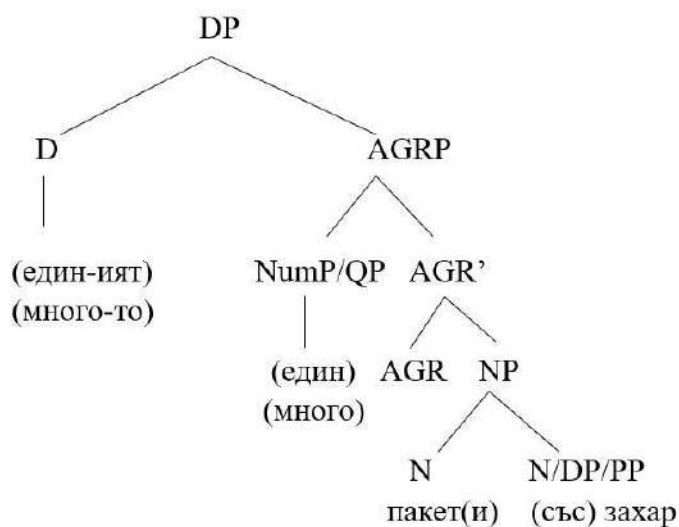 DP
D AGRP
(един-ият) NumP/QP AGR’
(много-то)
(един) AGR NP
(много)
N N/DP/PP
пакет(и) (със) захар